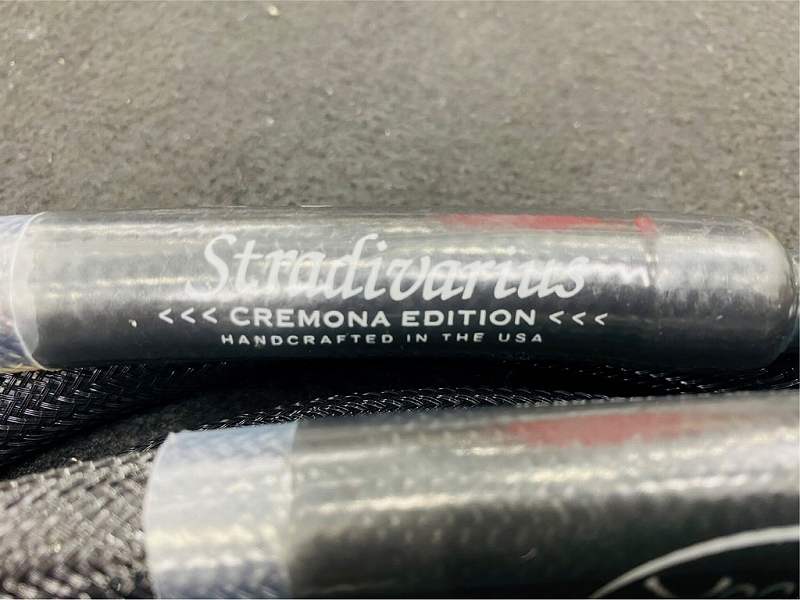 Stradivarius
<<< CREMONA EDITION <<<
HANDCRAFTED IN THE USA